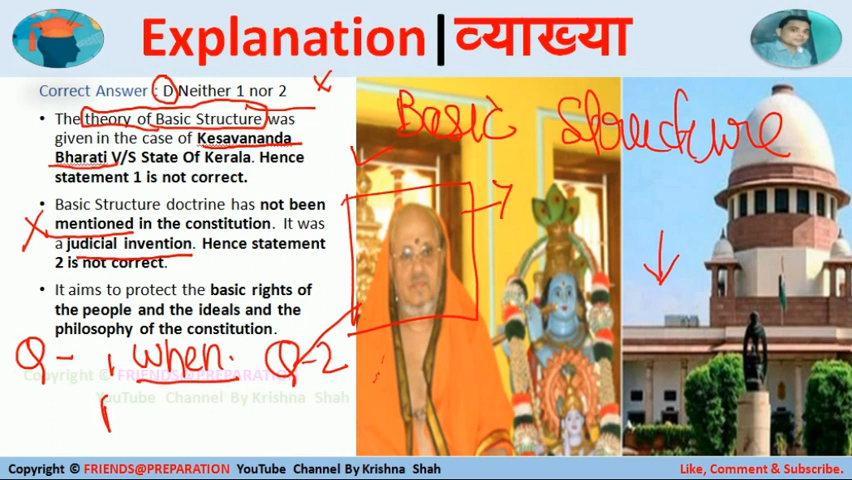 Explanation|व्याख्या
Correct Answer : D Neither 1 nor 2
• The theory of Basic Structure was
given in the case of Kesavananda
Bharati V/S State Of Kerala. Hence
statement 1 is not correct.
• Basic Structure doctrine has not been
mentioned in the constitution. It was
a judicial invention. Hence statement
2 is not correct.
• It aims to protect the basic rights of
the people and the ideals and the
philosophy of the constitution.
Basic Structure
Q - 1 when. Q-2
Copyright © FRIENDS@PREPARATION
YouTube Channel By Krishna Shah
Copyright © FRIENDS@PREPARATION YouTube Channel By Krishna Shah
Like, Comment & Subscribe.